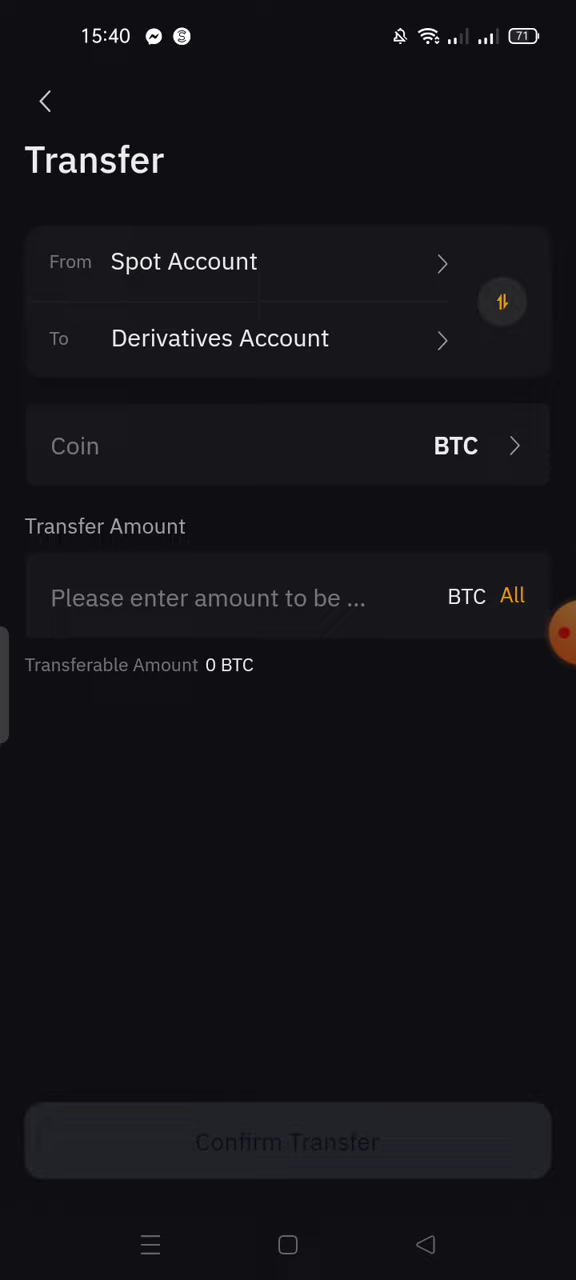 15:40
71
Transfer
From Spot Account
To Derivatives Account
Coin BTC
Transfer Amount
Please enter amount to be ... BTC All
Transferable Amount 0 BTC
Confirm Transfer